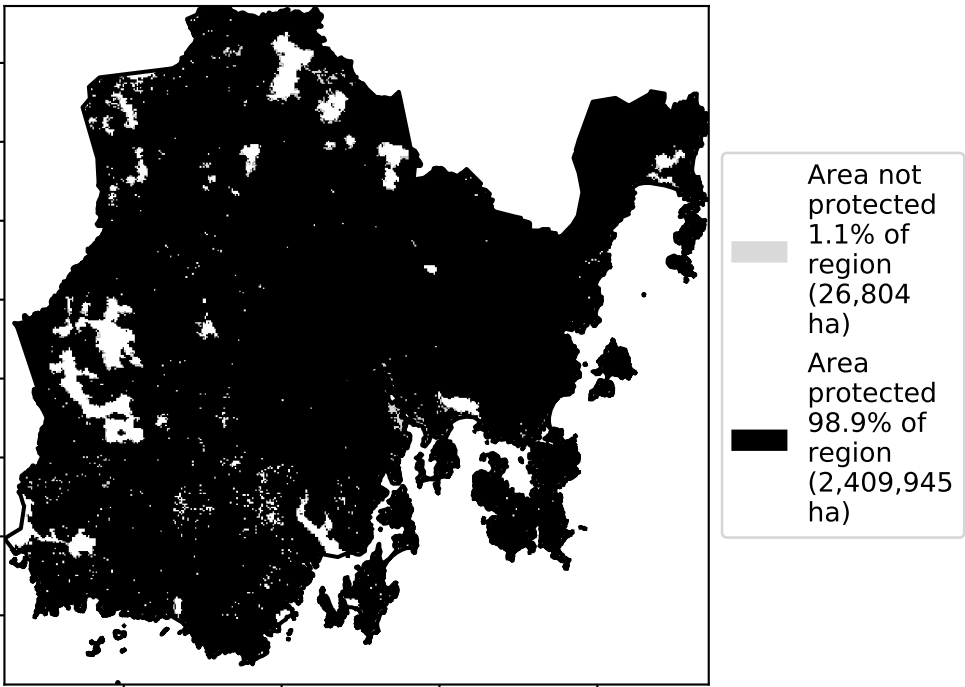 Area not
protected
1.1% of
region
(26,804
ha)
Area
protected
98.9% of
region
(2,409,945
ha)